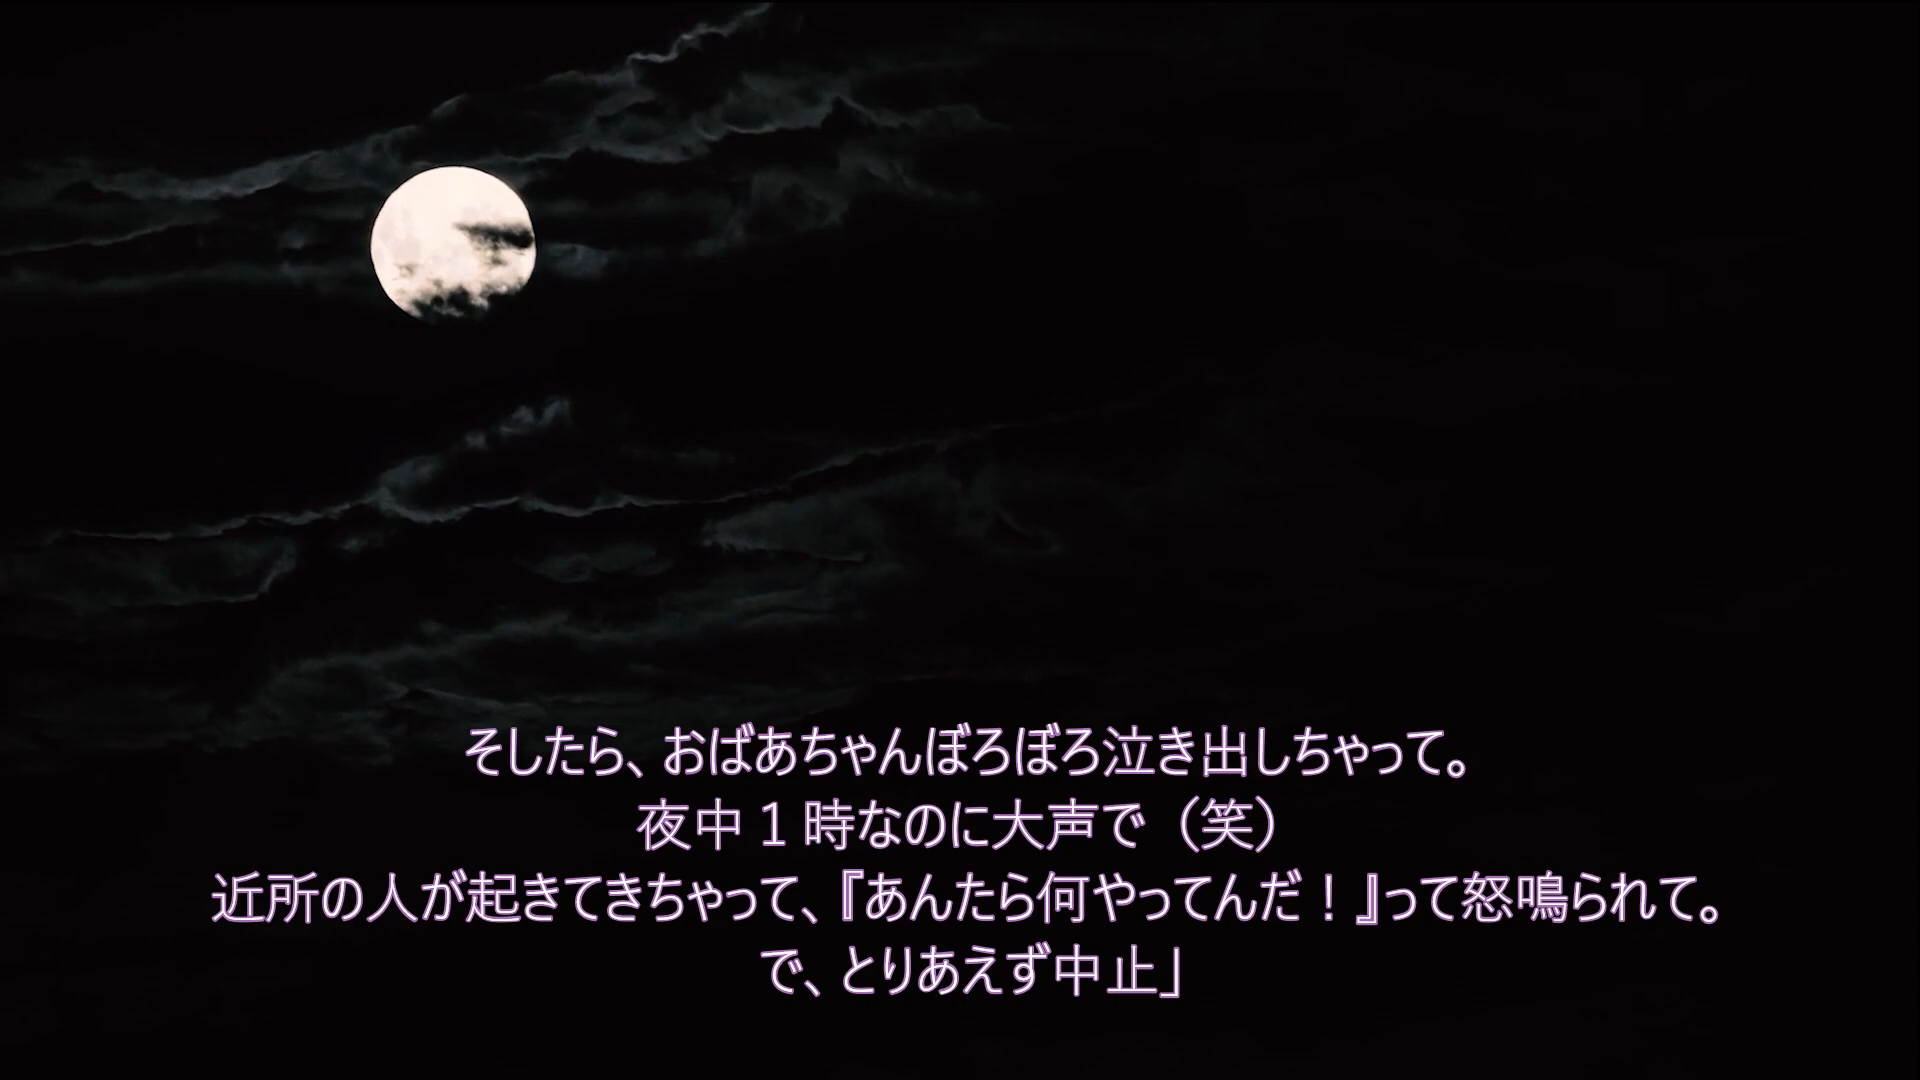 そしたら、おばあちゃんぼろぼろ泣き出しちゃって。
夜中１時なのに大声で（笑）
近所の人が起きてきちゃって、『あんたら何やってんだ！』って怒鳴られて。
で、とりあえず中止」